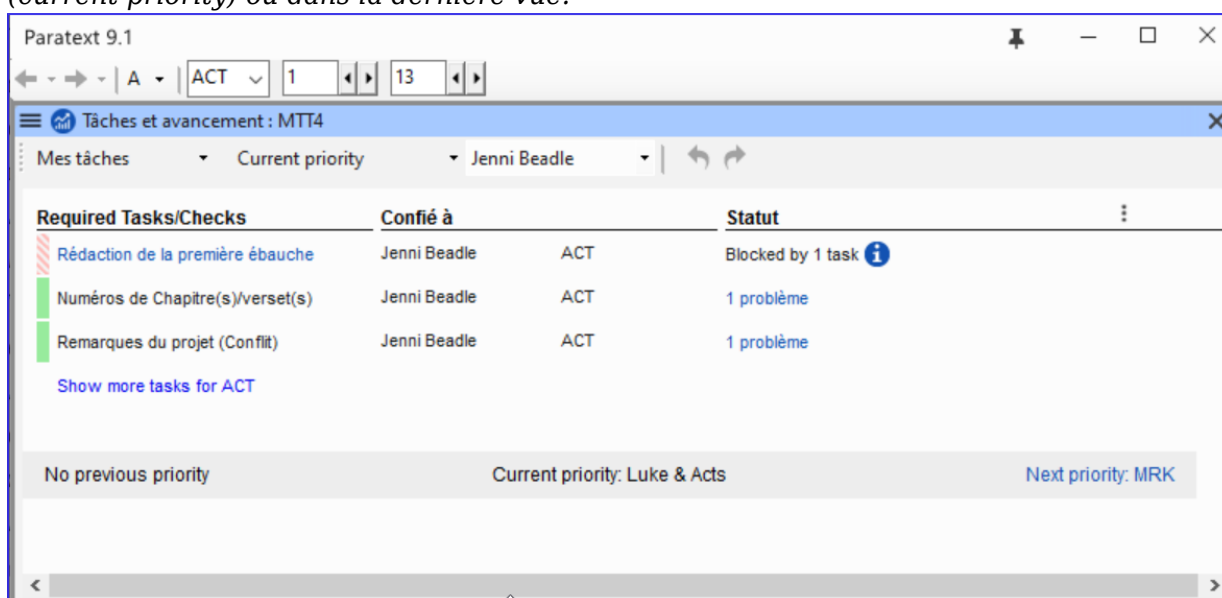 (current priority) ou dans la dernière vue.
Paratext 9.1
A ACT 1 13
Tâches et avancement : MTT4
Mes tâches Current priority Jenni Beadle
Required Tasks/Checks Confié à Statut
Rédaction de la première ébauche Jenni Beadle ACT Blocked by 1 task
Numéros de Chapitre(s)/verset(s) Jenni Beadle ACT 1 problème
Remarques du projet (Conflit) Jenni Beadle ACT 1 problème
Show more tasks for ACT
No previous priority Current priority: Luke & Acts Next priority: MRK